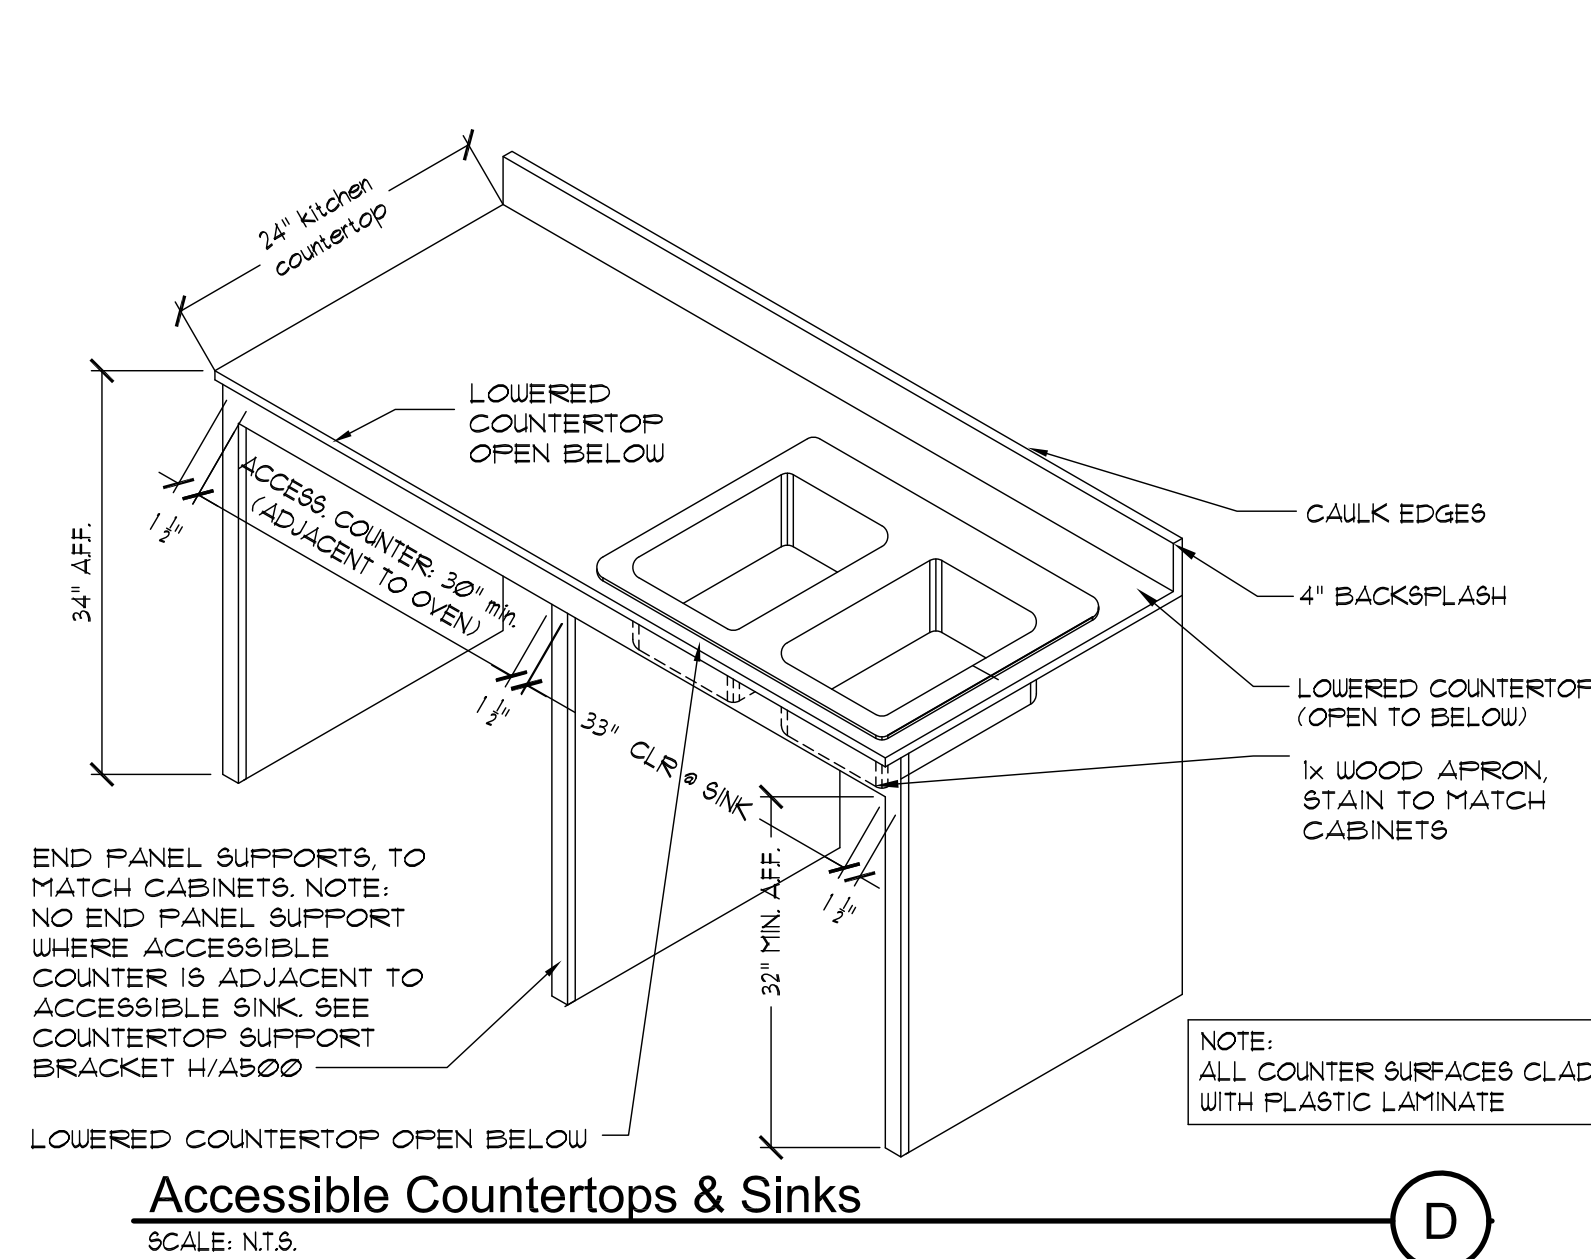 24" kitchen
countertop
LOWERED
COUNTERTOP
OPEN BELOW
34" A.F.F.
1 1/2"
ACCESS. COUNTER: 30" min.
(ADJACENT TO OVEN)
1 1/2"
33" CLR @ SINK
1 1/2"
32" MIN. A.F.F.
CAULK EDGES
4" BACKSPLASH
LOWERED COUNTERTOP
(OPEN TO BELOW)
1x WOOD APRON,
STAIN TO MATCH
CABINETS
END PANEL SUPPORTS, TO
MATCH CABINETS. NOTE:
NO END PANEL SUPPORT
WHERE ACCESSIBLE
COUNTER IS ADJACENT TO
ACCESSIBLE SINK. SEE
COUNTERTOP SUPPORT
BRACKET H/A500
LOWERED COUNTERTOP OPEN BELOW
NOTE:
ALL COUNTER SURFACES CLAD
WITH PLASTIC LAMINATE
Accessible Countertops & Sinks
D
SCALE: N.T.S.